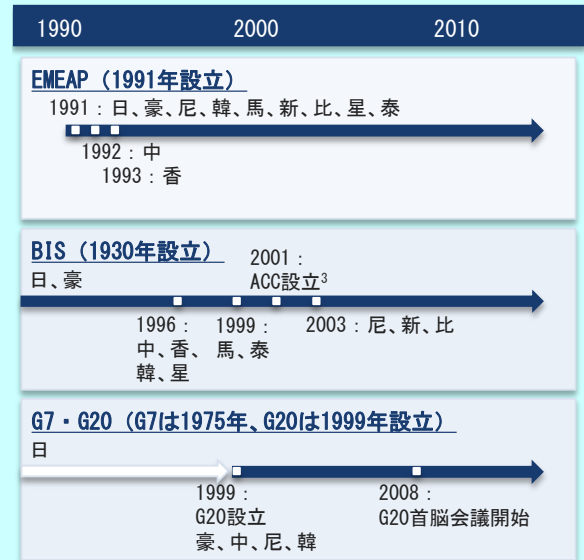 1990 2000 2010
EMEAP（1991年設立）
1991：日、豪、尼、韓、馬、新、比、星、泰
1992：中
1993：香
BIS（1930年設立）
日、豪
2001：
ACC設立3
1996：
中、香、
韓、星
1999：
馬、泰
2003：尼、新、比
G7・G20（G7は1975年、G20は1999年設立）
日
1999：
G20設立
豪、中、尼、韓
2008：
G20首脳会議開始